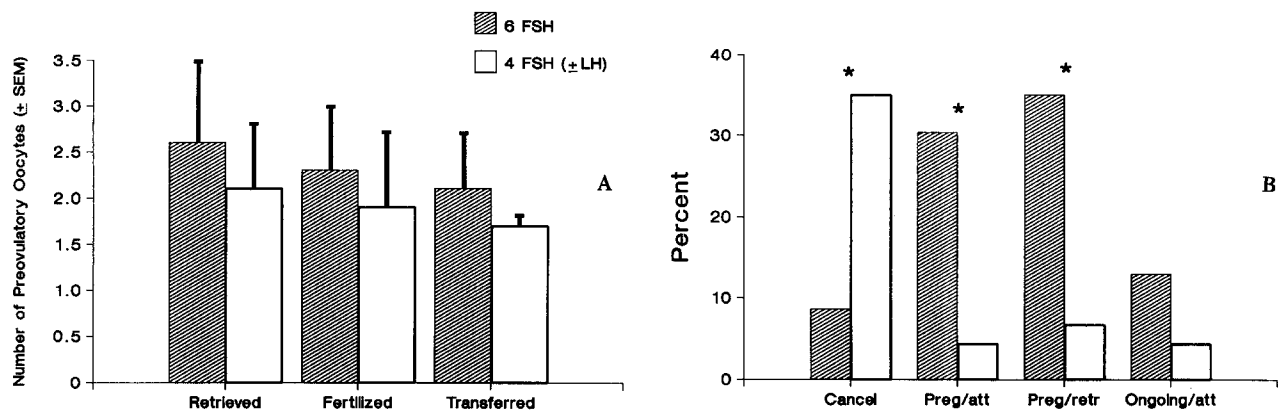 6 FSH
4 FSH (± LH)
Number of Preovulatory Oocytes (± SEM)
3.5
3.0
2.5
2.0
1.5
1.0
0.5
0
A
Retrieved Fertilized Transferred
Percent
40
30
20
10
0
* * *
B
Cancel Preg/att Preg/retr Ongoing/att